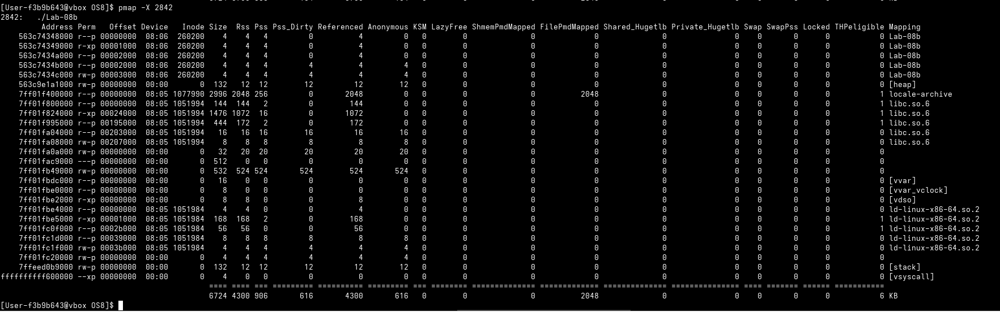 [User-f3b9b643@vbox OS8]$ pmap -X 2842
2842:   ./Lab-08b
         Address Perm   Offset Device   Inode Size  Rss Pss Pss_Dirty Referenced Anonymous KSM LazyFree ShmemPmdMapped FilePmdMapped Shared_Hugetlb Private_Hugetlb Swap SwapPss Locked THPeligible Mapping
    563c74348000 r--p 00000000  08:06  260200    4    4   4         0          4         0   0        0              0             0              0               0    0       0      0           0 Lab-08b
    563c74349000 r-xp 00001000  08:06  260200    4    4   4         0          4         0   0        0              0             0              0               0    0       0      0           0 Lab-08b
    563c7434a000 r--p 00002000  08:06  260200    4    4   4         0          4         0   0        0              0             0              0               0    0       0      0           0 Lab-08b
    563c7434b000 r--p 00002000  08:06  260200    4    4   4         4          4         4   0        0              0             0              0               0    0       0      0           0 Lab-08b
    563c7434c000 rw-p 00003000  08:06  260200    4    4   4         4          4         4   0        0              0             0              0               0    0       0      0           0 Lab-08b
    563c9e1a1000 rw-p 00000000  00:00       0  132   12  12        12         12        12   0        0              0             0              0               0    0       0      0           0 [heap]
    7ff01f400000 r--p 00000000  08:05 1077990 2996 2048 256         0       2048         0   0        0              0          2048              0               0    0       0      0           1 locale-archive
    7ff01f800000 r--p 00000000  08:05 1051994  144  144   2         0        144         0   0        0              0             0              0               0    0       0      0           1 libc.so.6
    7ff01f824000 r-xp 00024000  08:05 1051994 1476 1072  16         0       1072         0   0        0              0             0              0               0    0       0      0           1 libc.so.6
    7ff01f995000 r--p 00195000  08:05 1051994  444  172   2         0        172         0   0        0              0             0              0               0    0       0      0           1 libc.so.6
    7ff01fa04000 r--p 00203000  08:05 1051994   16   16  16        16         16        16   0        0              0             0              0               0    0       0      0           0 libc.so.6
    7ff01fa08000 rw-p 00207000  08:05 1051994    8    8   8         8          8         8   0        0              0             0              0               0    0       0      0           0 libc.so.6
    7ff01fa0a000 rw-p 00000000  00:00       0   32   20  20        20         20        20   0        0              0             0              0               0    0       0      0           0
    7ff01fac9000 ---p 00000000  00:00       0  512    0   0         0          0         0   0        0              0             0              0               0    0       0      0           0
    7ff01fb49000 rw-p 00000000  00:00       0  532  524 524       524        524       524   0        0              0             0              0               0    0       0      0           0
    7ff01fbdc000 r--p 00000000  00:00       0   16    0   0         0          0         0   0        0              0             0              0               0    0       0      0           0 [vvar]
    7ff01fbe0000 r--p 00000000  00:00       0    8    0   0         0          0         0   0        0              0             0              0               0    0       0      0           0 [vvar_vclock]
    7ff01fbe2000 r-xp 00000000  00:00       0    8    8   0         0          8         0   0        0              0             0              0               0    0       0      0           0 [vdso]
    7ff01fbe4000 r--p 00000000  08:05 1051984    4    4   0         0          4         0   0        0              0             0              0               0    0       0      0           0 ld-linux-x86-64.so.2
    7ff01fbe5000 r-xp 00001000  08:05 1051984  168  168   2         0        168         0   0        0              0             0              0               0    0       0      0           1 ld-linux-x86-64.so.2
    7ff01fc0f000 r--p 0002b000  08:05 1051984   56   56   0         0         56         0   0        0              0             0              0               0    0       0      0           1 ld-linux-x86-64.so.2
    7ff01fc1d000 r--p 00039000  08:05 1051984    8    8   8         8          8         8   0        0              0             0              0               0    0       0      0           0 ld-linux-x86-64.so.2
    7ff01fc1f000 rw-p 0003b000  08:05 1051984    4    4   4         4          4         4   0        0              0             0              0               0    0       0      0           0 ld-linux-x86-64.so.2
    7ff01fc20000 rw-p 00000000  00:00       0    4    4   4         4          4         4   0        0              0             0              0               0    0       0      0           0
    7ffeed0b9000 rw-p 00000000  00:00       0  132   12  12        12         12        12   0        0              0             0              0               0    0       0      0           0 [stack]
ffffffffff600000 --xp 00000000  00:00       0    4    0   0         0          0         0   0        0              0             0              0               0    0       0      0           0 [vsyscall]
                                              ==== ==== === ========= ========== ========= === ======== ============== ============= ============== =============== ==== ======= ====== ===========
                                              6724 4300 906       616       4300       616   0        0              0          2048              0               0    0       0      0           6 KB
[User-f3b9b643@vbox OS8]$